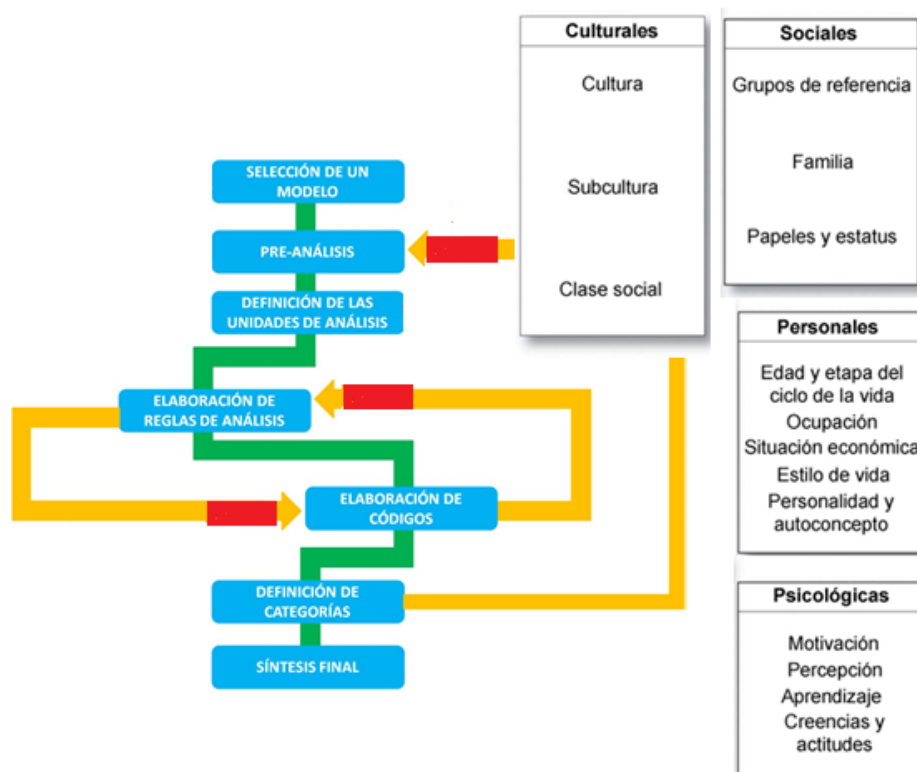 Culturales
Cultura
Subcultura
Clase social
Sociales
Grupos de referencia
Familia
Papeles y estatus
Personales
Edad y etapa del
ciclo de la vida
Ocupación
Situación económica
Estilo de vida
Personalidad y
autoconcepto
Psicológicas
Motivación
Percepción
Aprendizaje
Creencias y
actitudes
SELECCIÓN DE UN
MODELO
PRE-ANÁLISIS
DEFINICIÓN DE LAS
UNIDADES DE ANÁLISIS
ELABORACIÓN DE
REGLAS DE ANÁLISIS
ELABORACIÓN DE
CÓDIGOS
DEFINICIÓN DE
CATEGORÍAS
SÍNTESIS FINAL